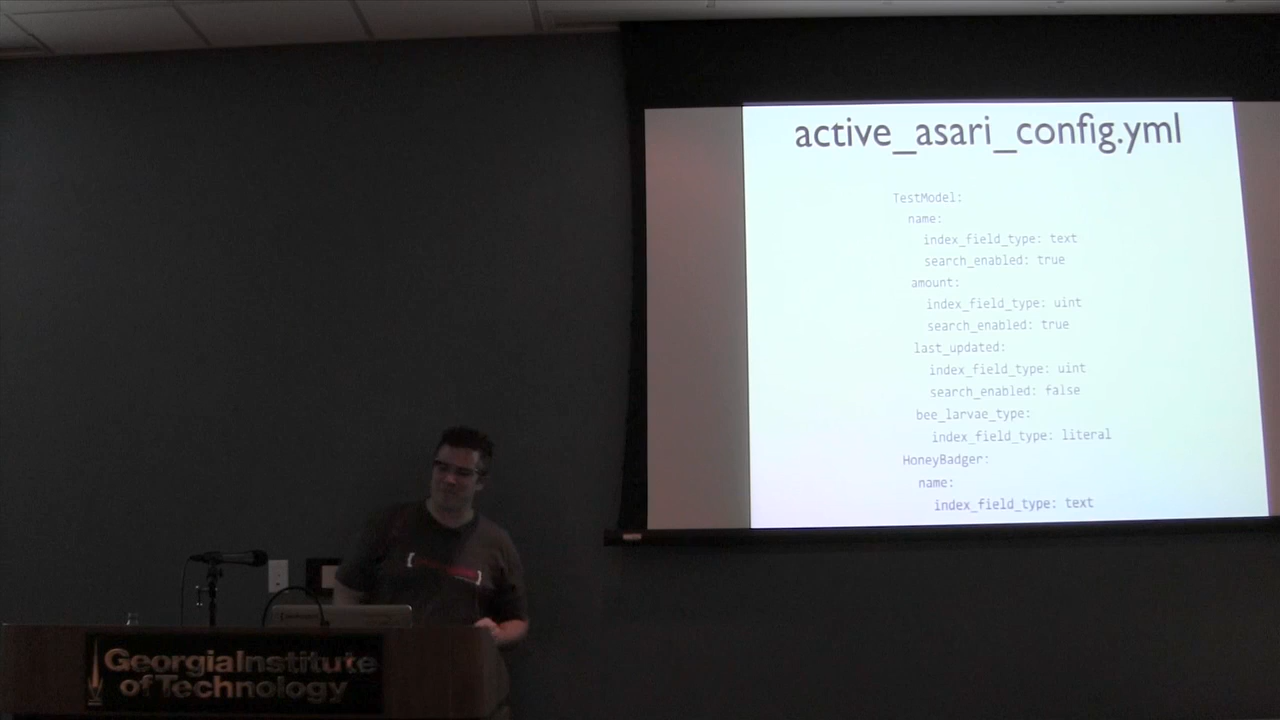 active_asari_config.yml
TestModel:
name:
index_field_type: text
search_enabled: true
amount:
index_field_type: uint
search_enabled: true
last_updated:
index_field_type: uint
search_enabled: false
bee_larvae_type:
index_field_type: literal
HoneyBadger:
name:
index_field_type: text
GeorgiaInstitute
of Technology